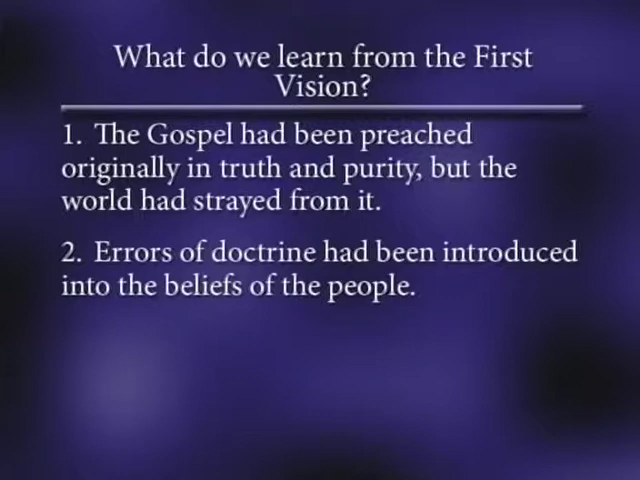 What do we learn from the First
Vision?
1. The Gospel had been preached
originally in truth and purity, but the
world had strayed from it.
2. Errors of doctrine had been introduced
into the beliefs of the people.